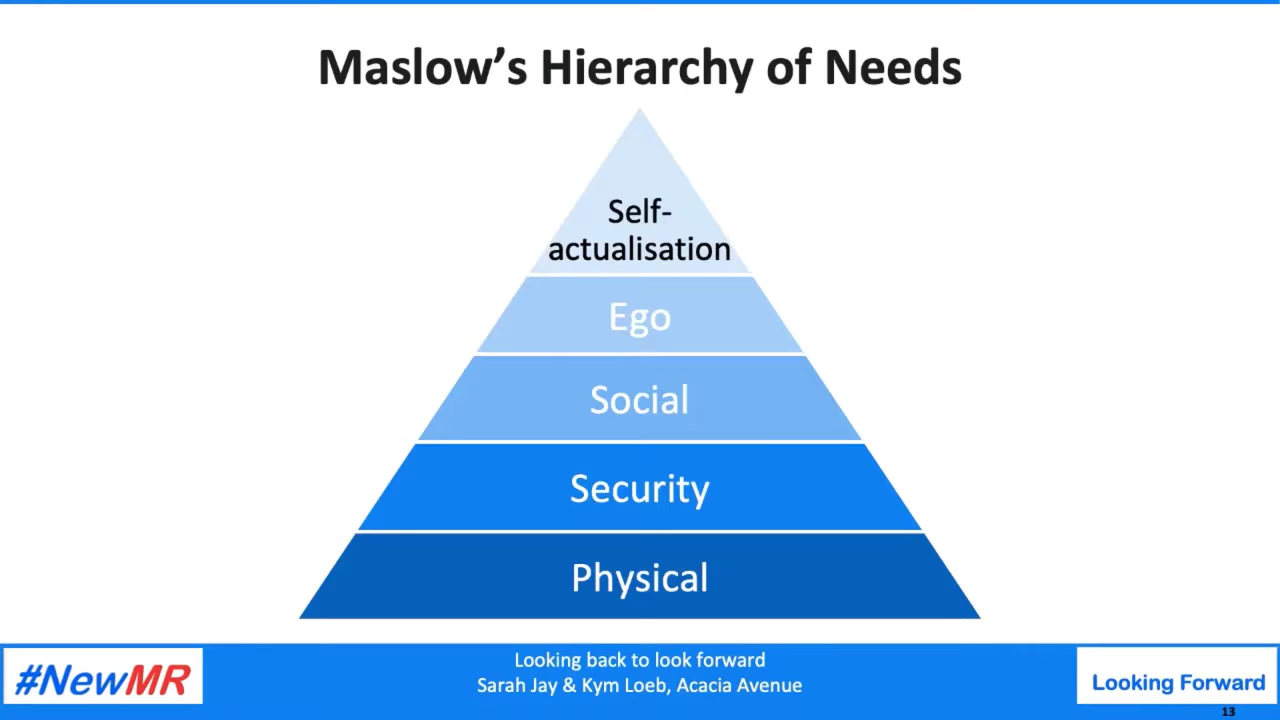 Maslow’s Hierarchy of Needs
Self-
actualisation
Ego
Social
Security
Physical
#NewMR
Looking back to look forward
Sarah Jay & Kym Loeb, Acacia Avenue
Looking Forward
13